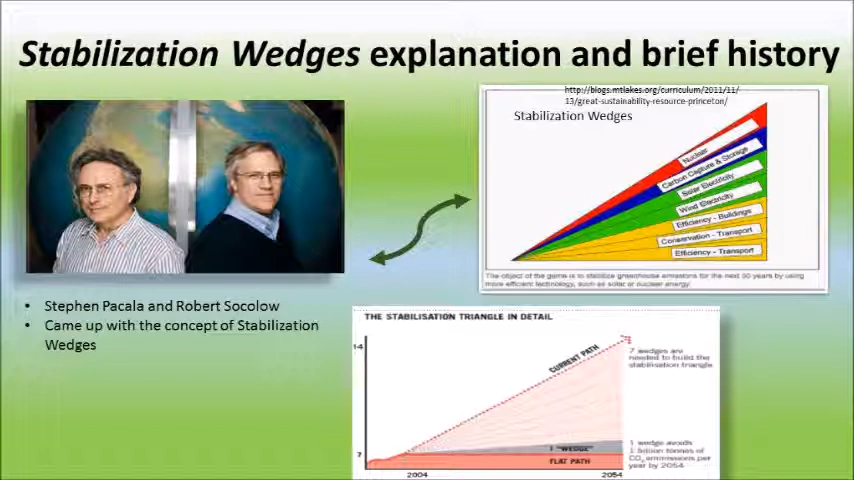 Stabilization Wedges explanation and brief history
http://blogs.mtlakes.org/curriculum/2011/11/
13/great-sustainability-resource-princeton/
Stabilization Wedges
Nuclear
Carbon Capture & Storage
Solar Electricity
Wind Electricity
Efficiency - Buildings
Conservation - Transport
Efficiency - Transport
The object of the game is to stabilize greenhouse emissions for the next 50 years by using
more efficient technology, such as solar or nuclear energy.
• Stephen Pacala and Robert Socolow
• Came up with the concept of Stabilization
Wedges
THE STABILISATION TRIANGLE IN DETAIL
14
CURRENT PATH
7 wedges are
needed to build the
stabilisation triangle
1 "WEDGE"
1 wedge avoids
1 billion tonnes of
CO₂ emmissions per
year by 2054
7
FLAT PATH
2004
2054